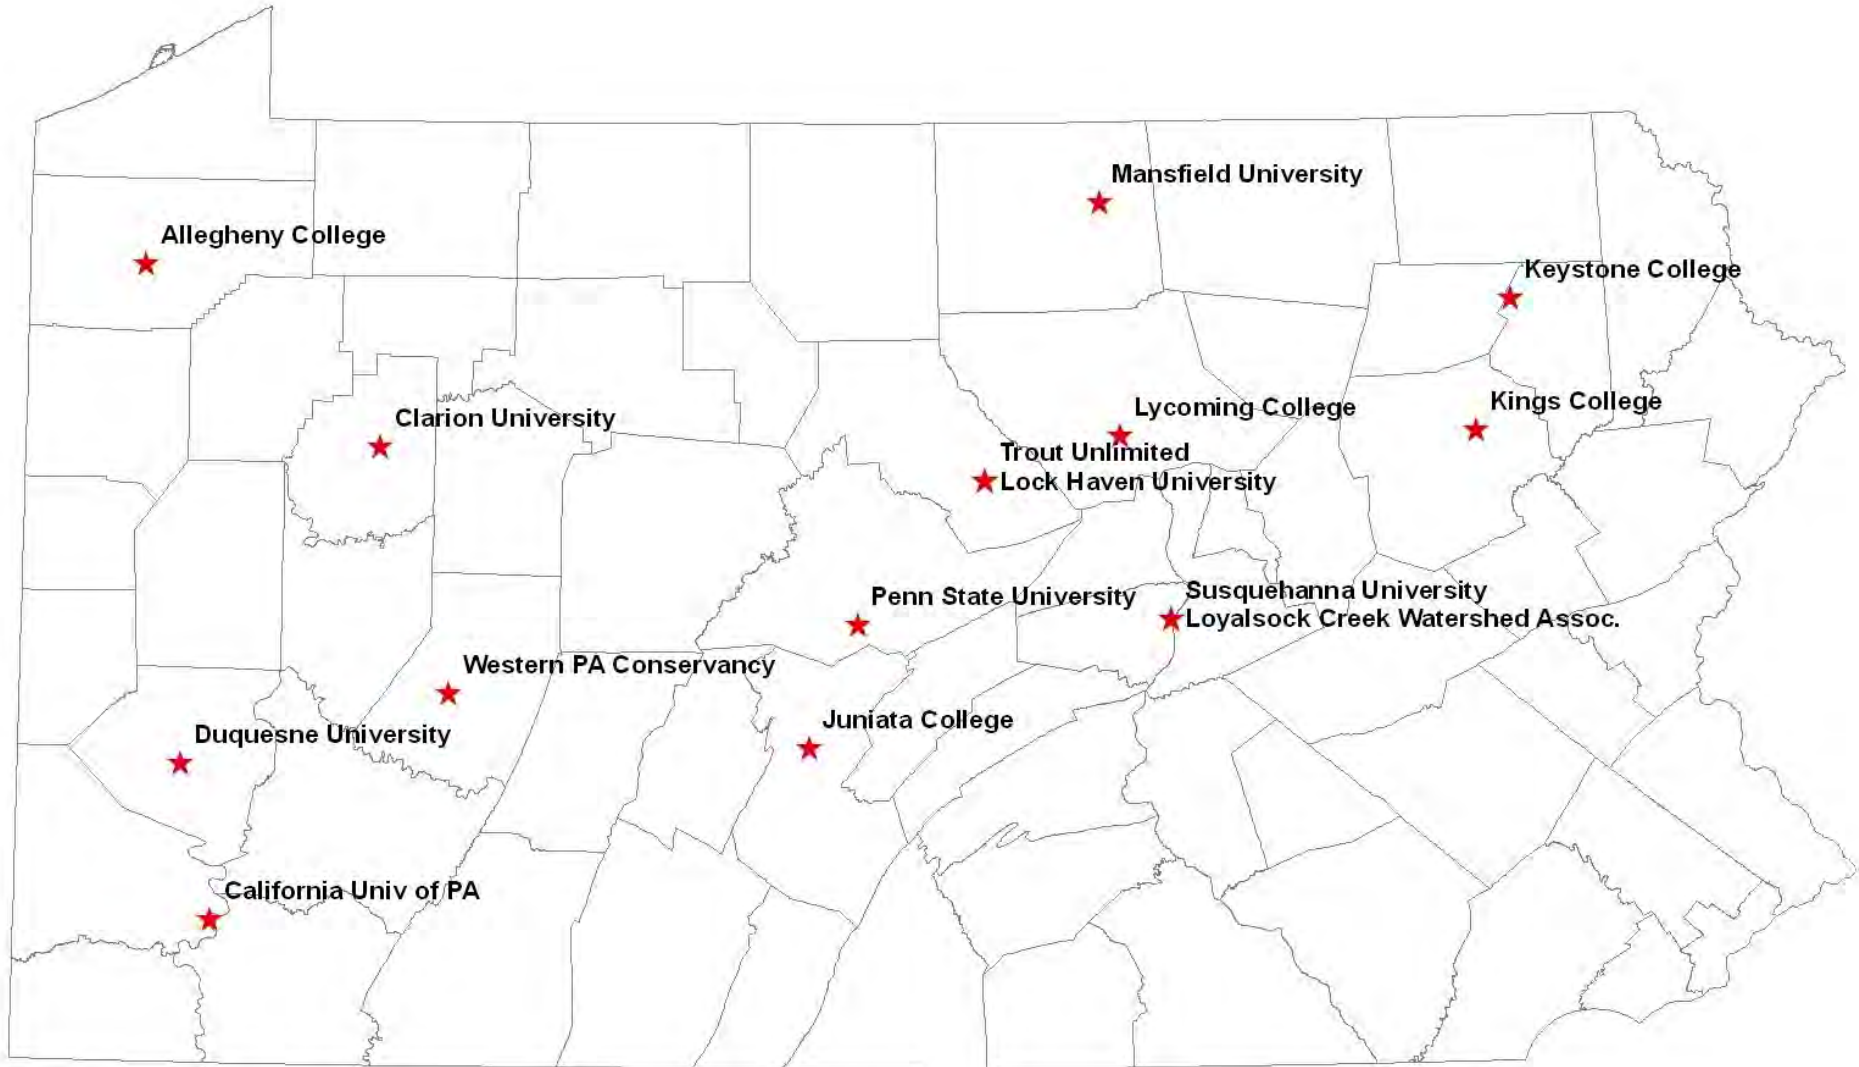 Mansfield University
Allegheny College
Keystone College
Kings College
Lycoming College
Clarion University
Trout Unlimited
Lock Haven University
Susquehanna University
Loyalsock Creek Watershed Assoc.
Penn State University
Western PA Conservancy
Juniata College
Duquesne University
California Univ of PA